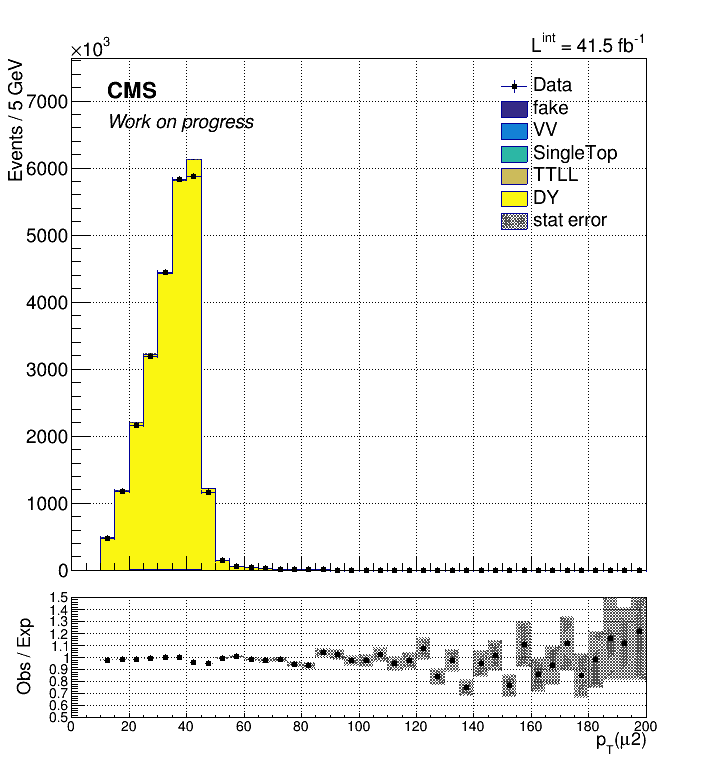 ×10³
L^int = 41.5 fb^-1
Events / 5 GeV
CMS
Work on progress
Data
fake
VV
SingleTop
TTLL
DY
stat error
7000
6000
5000
4000
3000
2000
1000
0
Obs / Exp
1.5
1.4
1.3
1.2
1.1
1
0.9
0.8
0.7
0.6
0.5
0 20 40 60 80 100 120 140 160 180 200
p_T(μ2)